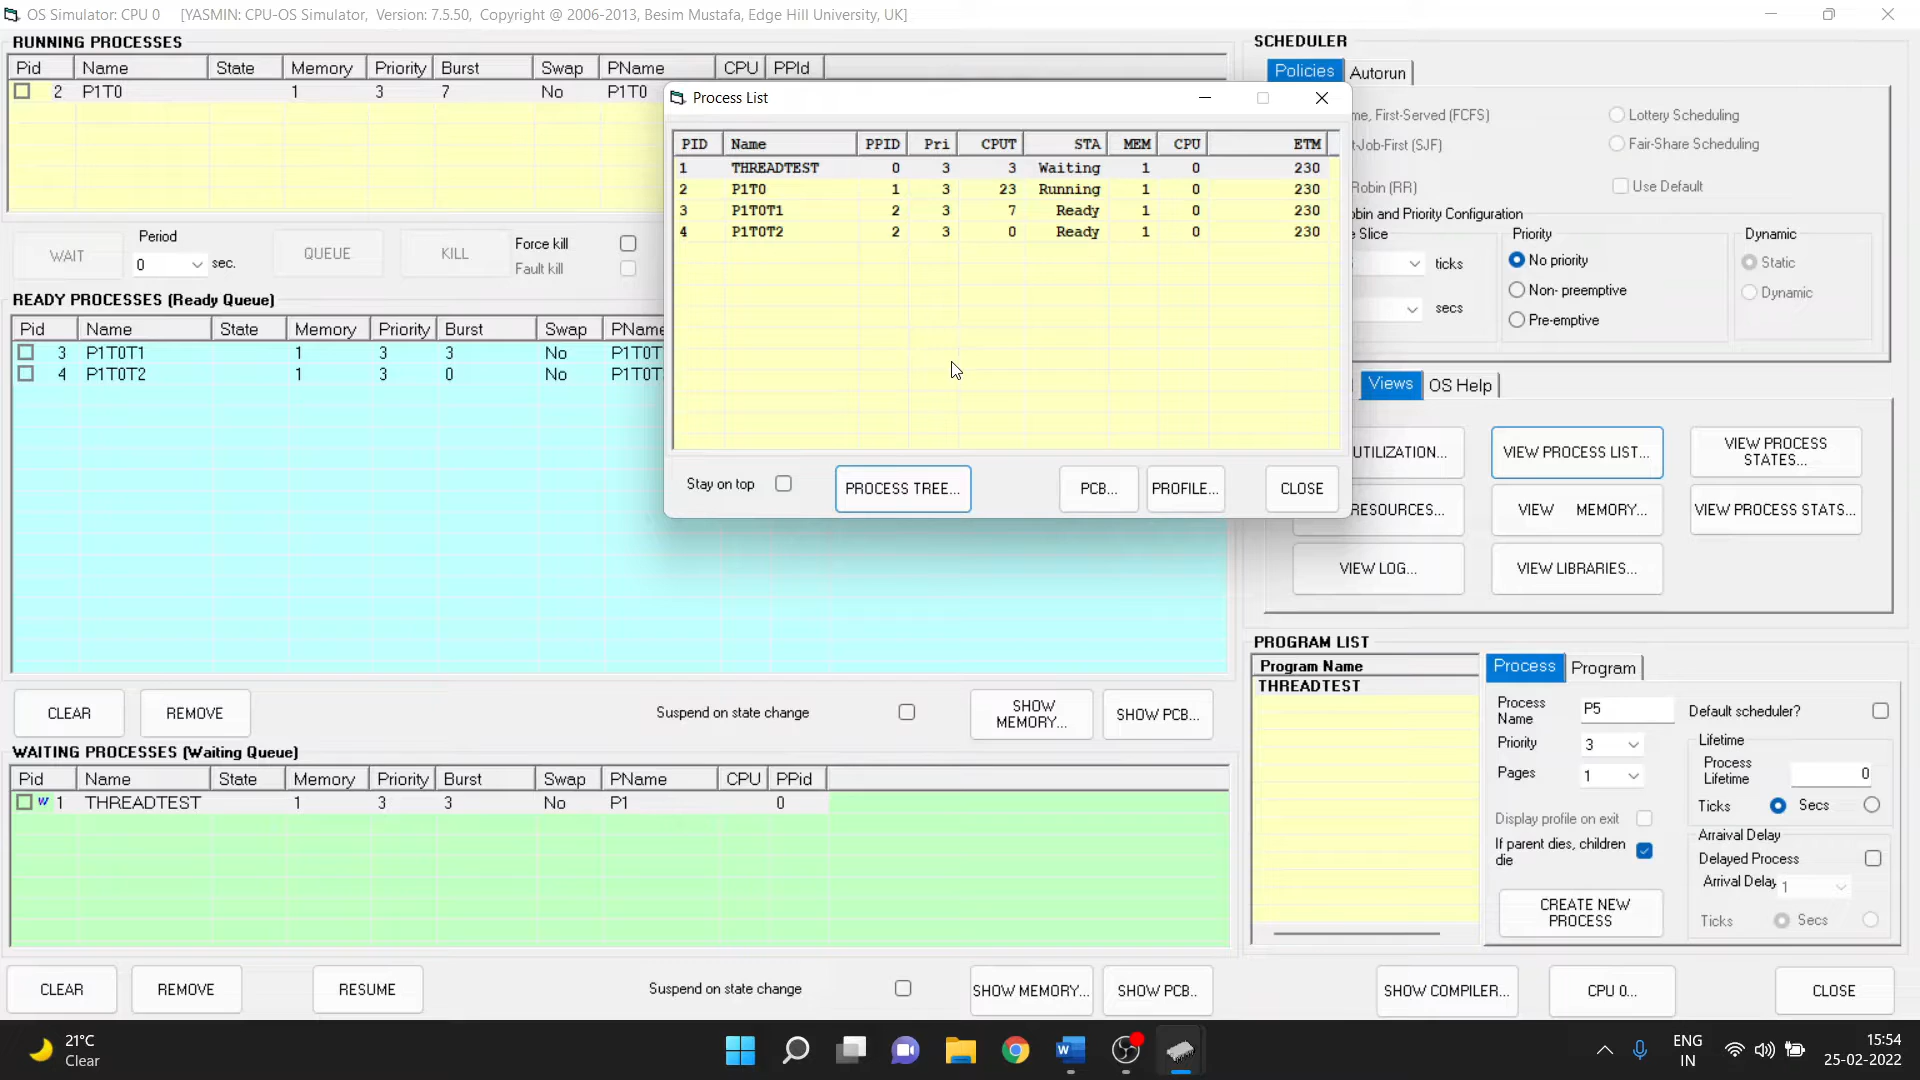 OS Simulator: CPU 0 [YASMIN: CPU-OS Simulator, Version: 7.5.50, Copyright @ 2006-2013, Besim Mustafa, Edge Hill University, UK]
RUNNING PROCESSES
Pid Name State Memory Priority Burst Swap PName CPU PPId
2 P1T0 1 3 7 No P1T0
WAIT
Period
0 sec.
QUEUE
KILL
Force kill
Fault kill
READY PROCESSES (Ready Queue)
Pid Name State Memory Priority Burst Swap PName
3 P1T0T1 1 3 3 No P1T0T
4 P1T0T2 1 3 0 No P1T0T
CLEAR REMOVE Suspend on state change SHOW MEMORY... SHOW PCB...
WAITING PROCESSES (Waiting Queue)
Pid Name State Memory Priority Burst Swap PName CPU PPid
W 1 THREADTEST 1 3 3 No P1 0
CLEAR REMOVE RESUME Suspend on state change SHOW MEMORY... SHOW PCB..
Process List
PID Name PPID Pri CPUT STA MEM CPU ETM
1 THREADTEST 0 3 3 Waiting 1 0 230
2 P1T0 1 3 23 Running 1 0 230
3 P1T0T1 2 3 7 Ready 1 0 230
4 P1T0T2 2 3 0 Ready 1 0 230
Stay on top PROCESS TREE... PCB... PROFILE... CLOSE
SCHEDULER
Policies Autorun
me, First-Served (FCFS) Lottery Scheduling
t-Job-First (SJF) Fair-Share Scheduling
Robin (RR) Use Default
obin and Priority Configuration
e Slice
ticks
secs
Priority
No priority
Non- preemptive
Pre-emptive
Dynamic
Static
Dynamic
Views OS Help
UTILIZATION... VIEW PROCESS LIST... VIEW PROCESS STATES...
RESOURCES... VIEW MEMORY... VIEW PROCESS STATS...
VIEW LOG... VIEW LIBRARIES...
PROGRAM LIST
Program Name
THREADTEST
Process Program
Process Name P5
Priority 3
Pages 1
Display profile on exit
If parent dies, children die
CREATE NEW PROCESS
Default scheduler?
Lifetime
Process Lifetime 0
Ticks Secs
Arraival Delay
Delayed Process
Arrival Delay 1
Ticks Secs
SHOW COMPILER... CPU 0... CLOSE
21°C
Clear
ENG
IN
15:54
25-02-2022